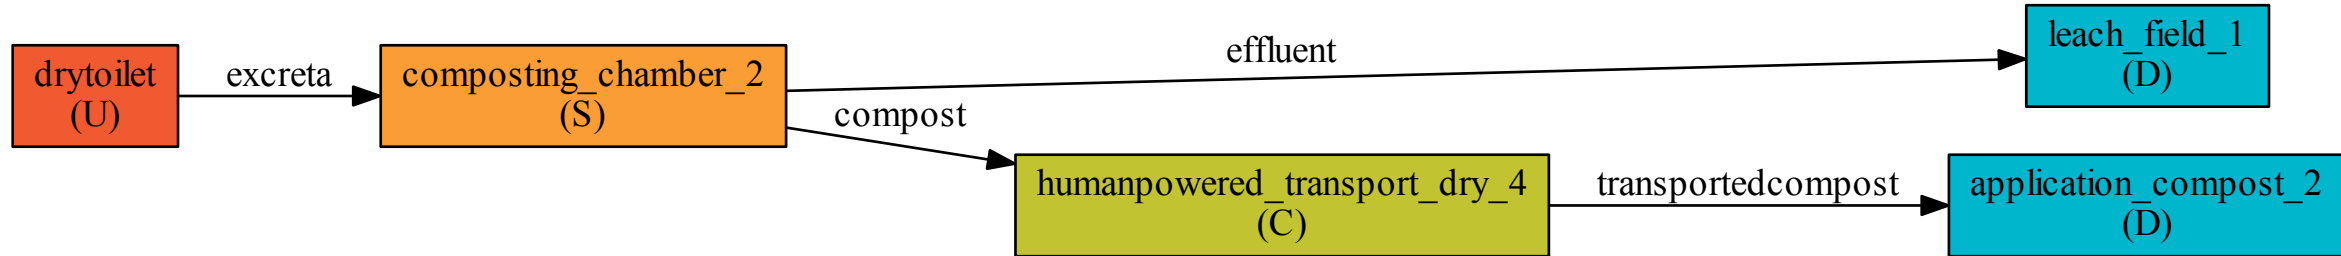 drytoilet
(U)
excreta
composting_chamber_2
(S)
effluent
leach_field_1
(D)
compost
humanpowered_transport_dry_4
(C)
transportedcompost
application_compost_2
(D)